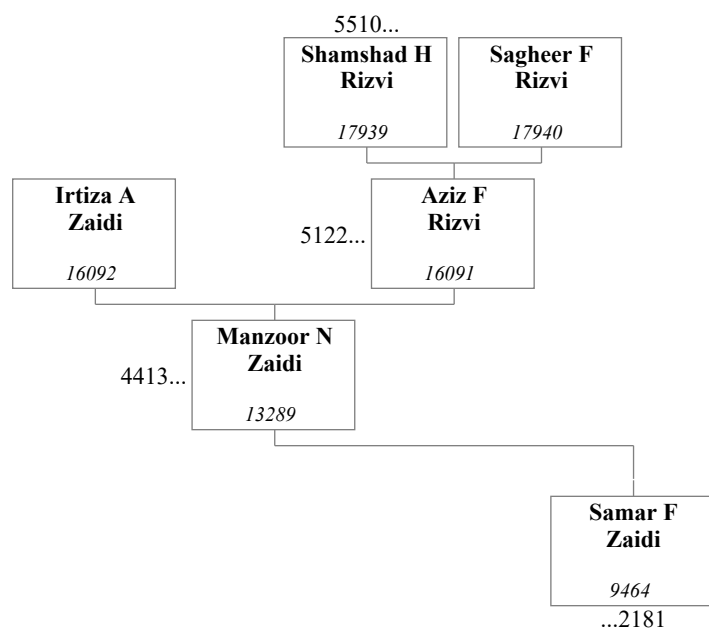 5510...
Shamshad H
Rizvi
17939
Sagheer F
Rizvi
17940
Irtiza A
Zaidi
16092
5122...
Aziz F
Rizvi
16091
4413...
Manzoor N
Zaidi
13289
Samar F
Zaidi
9464
...2181